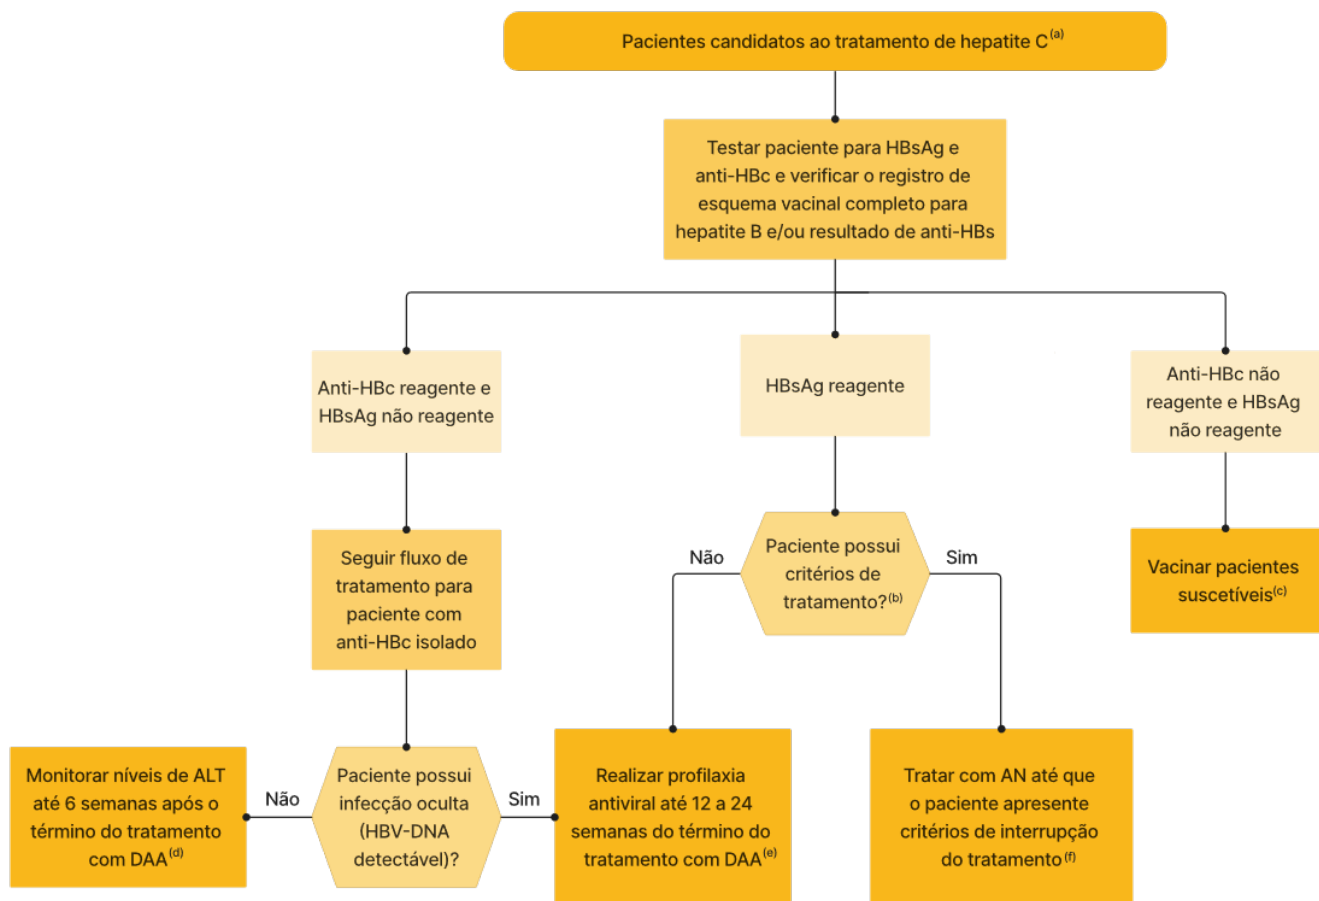 Pacientes candidatos ao tratamento de hepatite C(a)
Testar paciente para HBsAg e
anti-HBc e verificar o registro de
esquema vacinal completo para
hepatite B e/ou resultado de anti-HBs
Anti-HBc reagente e
HBsAg não reagente
HBsAg reagente
Anti-HBc não
reagente e HBsAg
não reagente
Seguir fluxo de
tratamento para
paciente com
anti-HBc isolado
Não
Paciente possui
critérios de
tratamento?(b)
Sim
Vacinar pacientes
suscetíveis(c)
Monitorar níveis de ALT
até 6 semanas após o
término do tratamento
com DAA(d)
Não
Paciente possui
infecção oculta
(HBV-DNA
detectável)?
Sim
Realizar profilaxia
antiviral até 12 a 24
semanas do término do
tratamento com DAA(e)
Tratar com AN até que
o paciente apresente
critérios de interrupção
do tratamento(f)